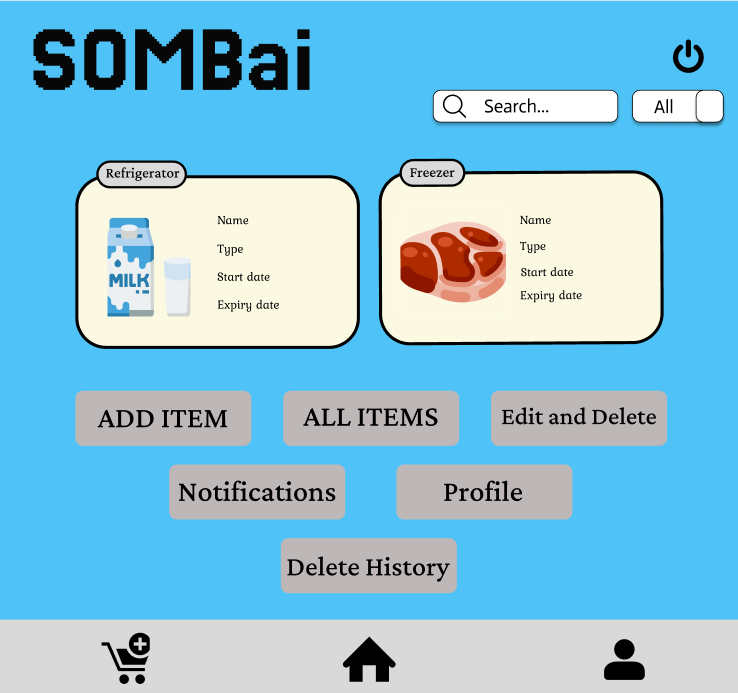 SOMBai
Search...
All
Refrigerator
Name
Type
Start date
Expiry date
MILK
Freezer
Name
Type
Start date
Expiry date
ADD ITEM
ALL ITEMS
Edit and Delete
Notifications
Profile
Delete History